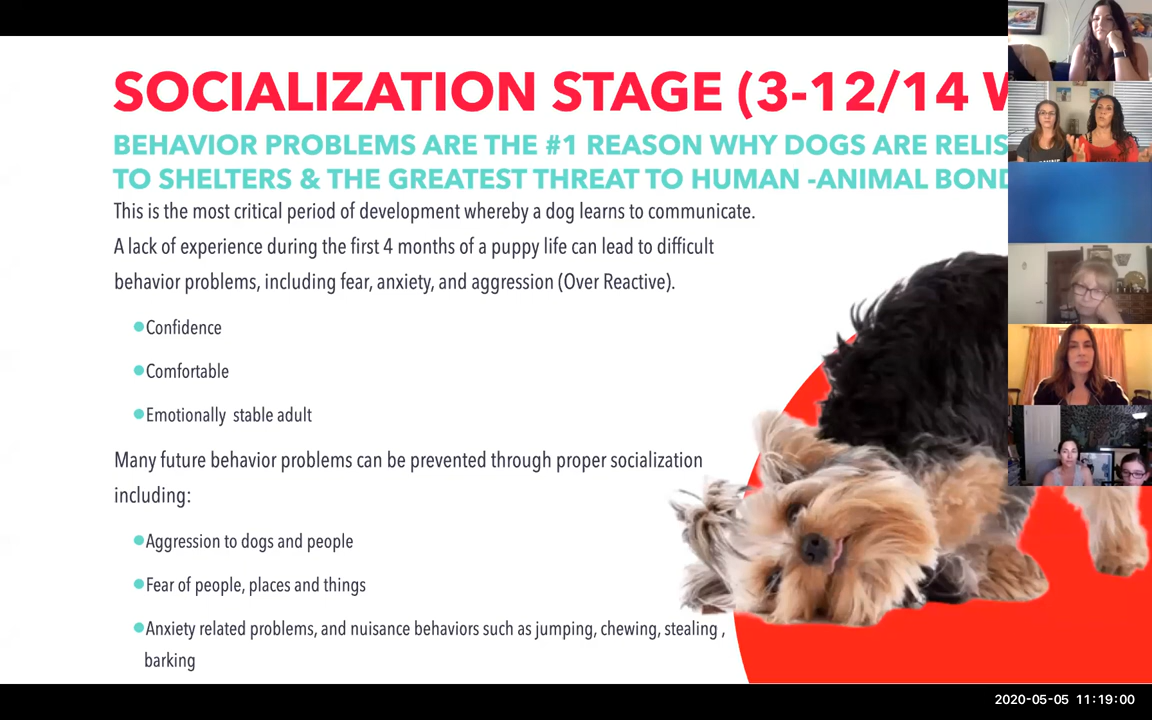 SOCIALIZATION STAGE (3-12/14
BEHAVIOR PROBLEMS ARE THE #1 REASON WHY DOGS ARE RELIS
TO SHELTERS & THE GREATEST THREAT TO HUMAN -ANIMAL BOND
This is the most critical period of development whereby a dog learns to communicate.
A lack of experience during the first 4 months of a puppy life can lead to difficult
behavior problems, including fear, anxiety, and aggression (Over Reactive).
Confidence
Comfortable
Emotionally stable adult
Many future behavior problems can be prevented through proper socialization
including:
Aggression to dogs and people
Fear of people, places and things
Anxiety related problems, and nuisance behaviors such as jumping, chewing, stealing ,
barking
2020-05-05 11:19:00